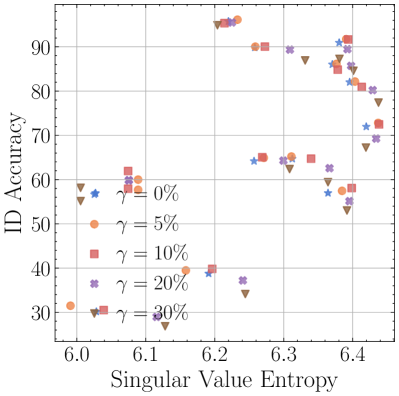 ID Accuracy
90
80
70
60
50
40
30
γ = 0%
γ = 5%
γ = 10%
γ = 20%
γ = 30%
6.0 6.1 6.2 6.3 6.4
Singular Value Entropy